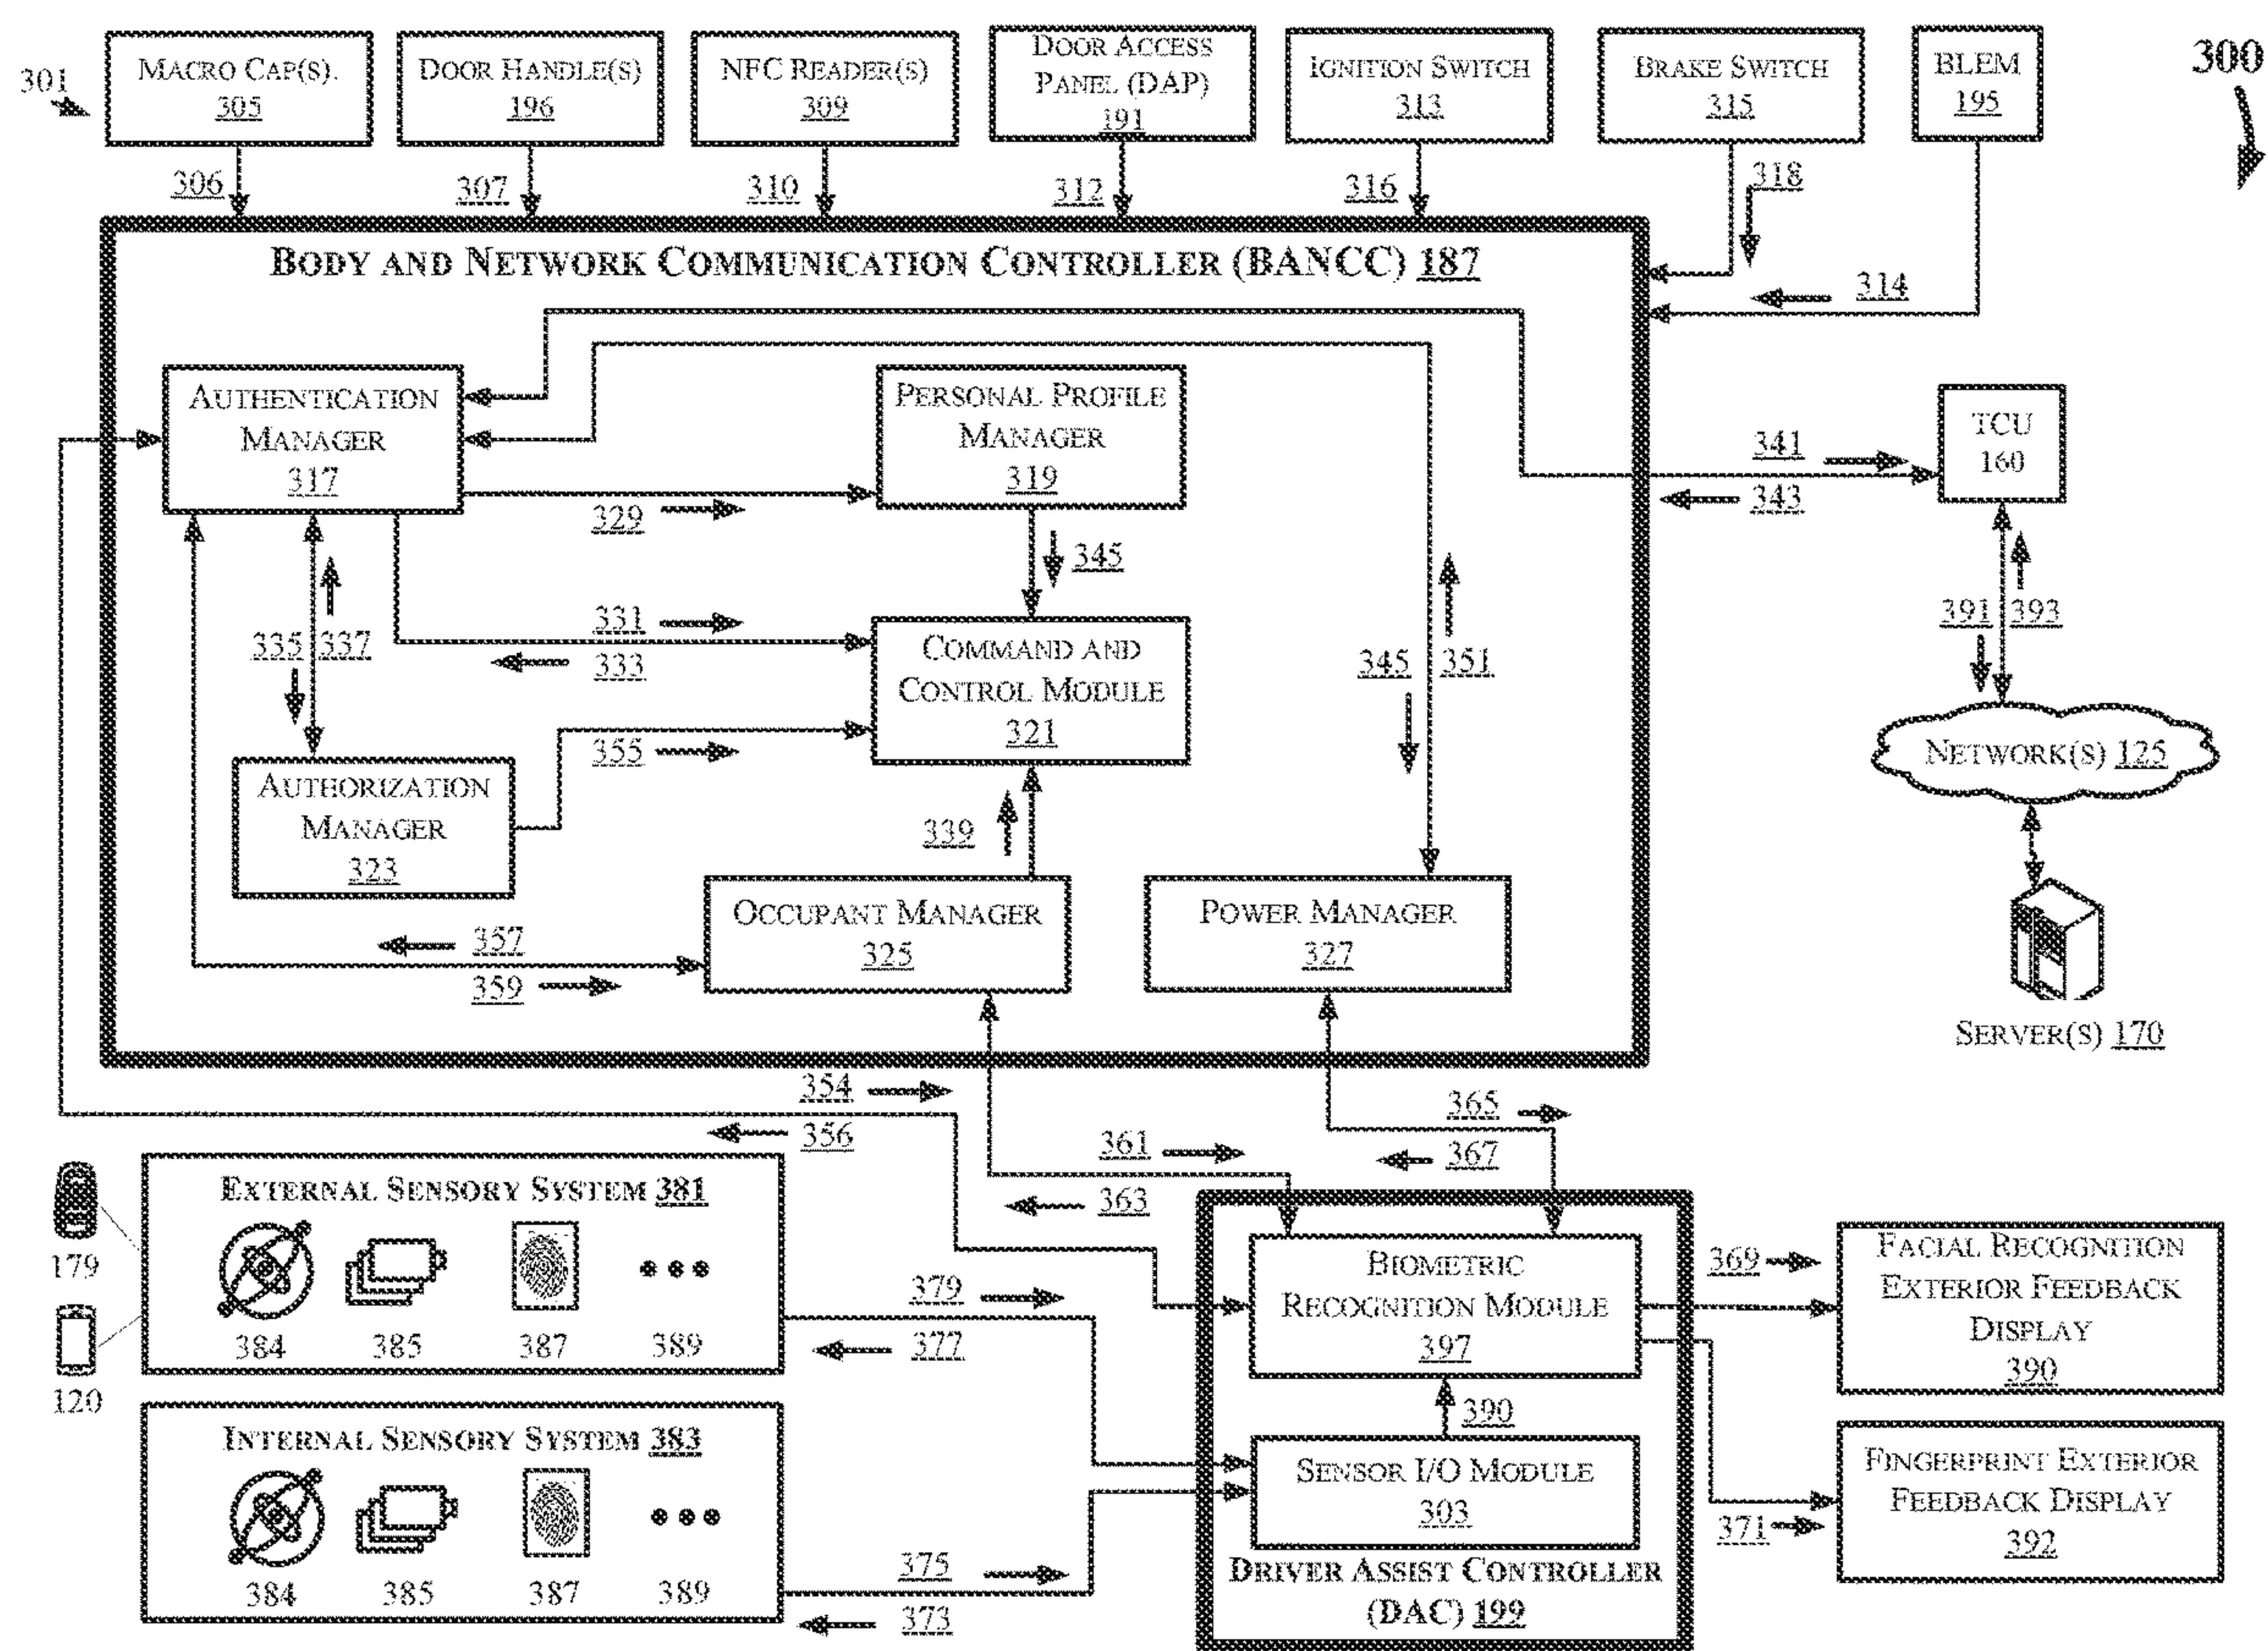 300
301
MACRO CAP(S).
305
DOOR HANDLE(S)
196
NFC READER(S)
309
DOOR ACCESS
PANEL (DAP)
191
IGNITION SWITCH
313
BRAKE SWITCH
315
BLEM
195
306
307
310
312
316
318
314
BODY AND NETWORK COMMUNICATION CONTROLLER (BANCC) 187
AUTHENTICATION
MANAGER
317
PERSONAL PROFILE
MANAGER
319
329
345
341
343
TCU
160
335
337
331
333
COMMAND AND
CONTROL MODULE
321
345
351
391
393
355
AUTHORIZATION
MANAGER
323
339
NETWORK(S) 125
OCCUPANT MANAGER
325
POWER MANAGER
327
357
359
SERVER(S) 170
354
356
361
363
365
367
EXTERNAL SENSORY SYSTEM 381
384
385
387
389
179
120
379
377
INTERNAL SENSORY SYSTEM 383
384
385
387
389
375
373
BIOMETRIC
RECOGNITION MODULE
397
390
SENSOR I/O MODULE
303
DRIVER ASSIST CONTROLLER
(DAC) 199
369
371
FACIAL RECOGNITION
EXTERIOR FEEDBACK
DISPLAY
390
FINGERPRINT EXTERIOR
FEEDBACK DISPLAY
392